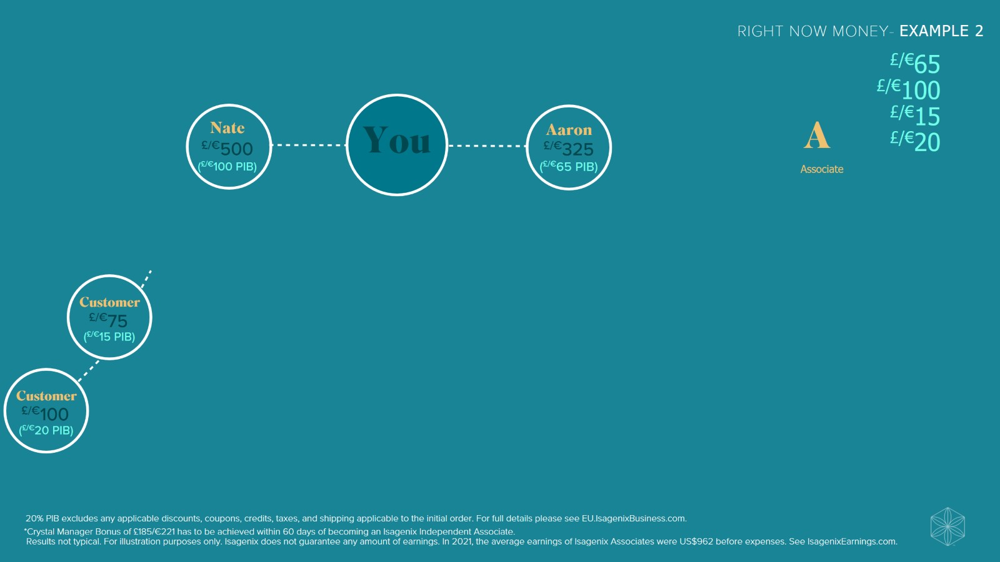 RIGHT NOW MONEY- EXAMPLE 2
£/€65
£/€100
£/€15
£/€20
A
Associate
Nate
£/€500
(£/€100 PIB)
You
Aaron
£/€325
(£/€65 PIB)
Customer
£/€75
(£/€15 PIB)
Customer
£/€100
(£/€20 PIB)
20% PIB excludes any applicable discounts, coupons, credits, taxes, and shipping applicable to the initial order. For full details please see EU.IsagenixBusiness.com.
*Crystal Manager Bonus of £185/€221 has to be achieved within 60 days of becoming an Isagenix Independent Associate.
Results not typical. For illustration purposes only. Isagenix does not guarantee any amount of earnings. In 2021, the average earnings of Isagenix Associates were US$962 before expenses. See IsagenixEarnings.com.